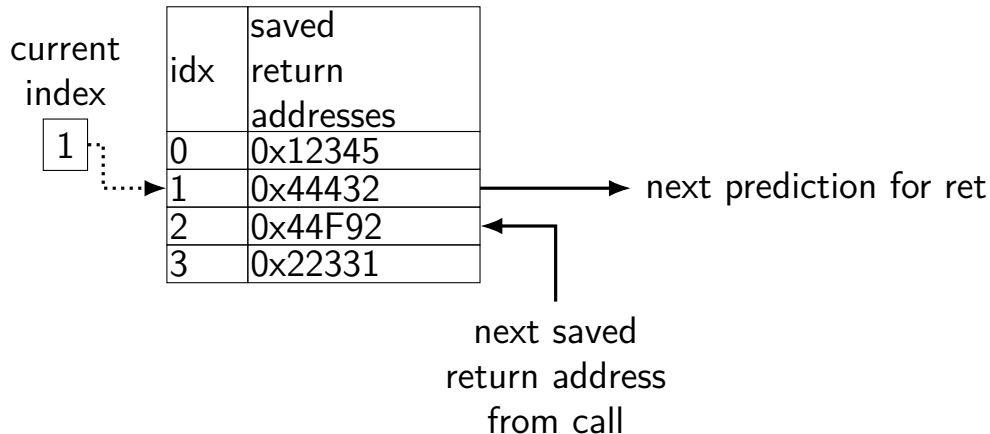 current
index
1
idx
saved
return
addresses
0 0x12345
1 0x44432
2 0x44F92
3 0x22331
next prediction for ret
next saved
return address
from call